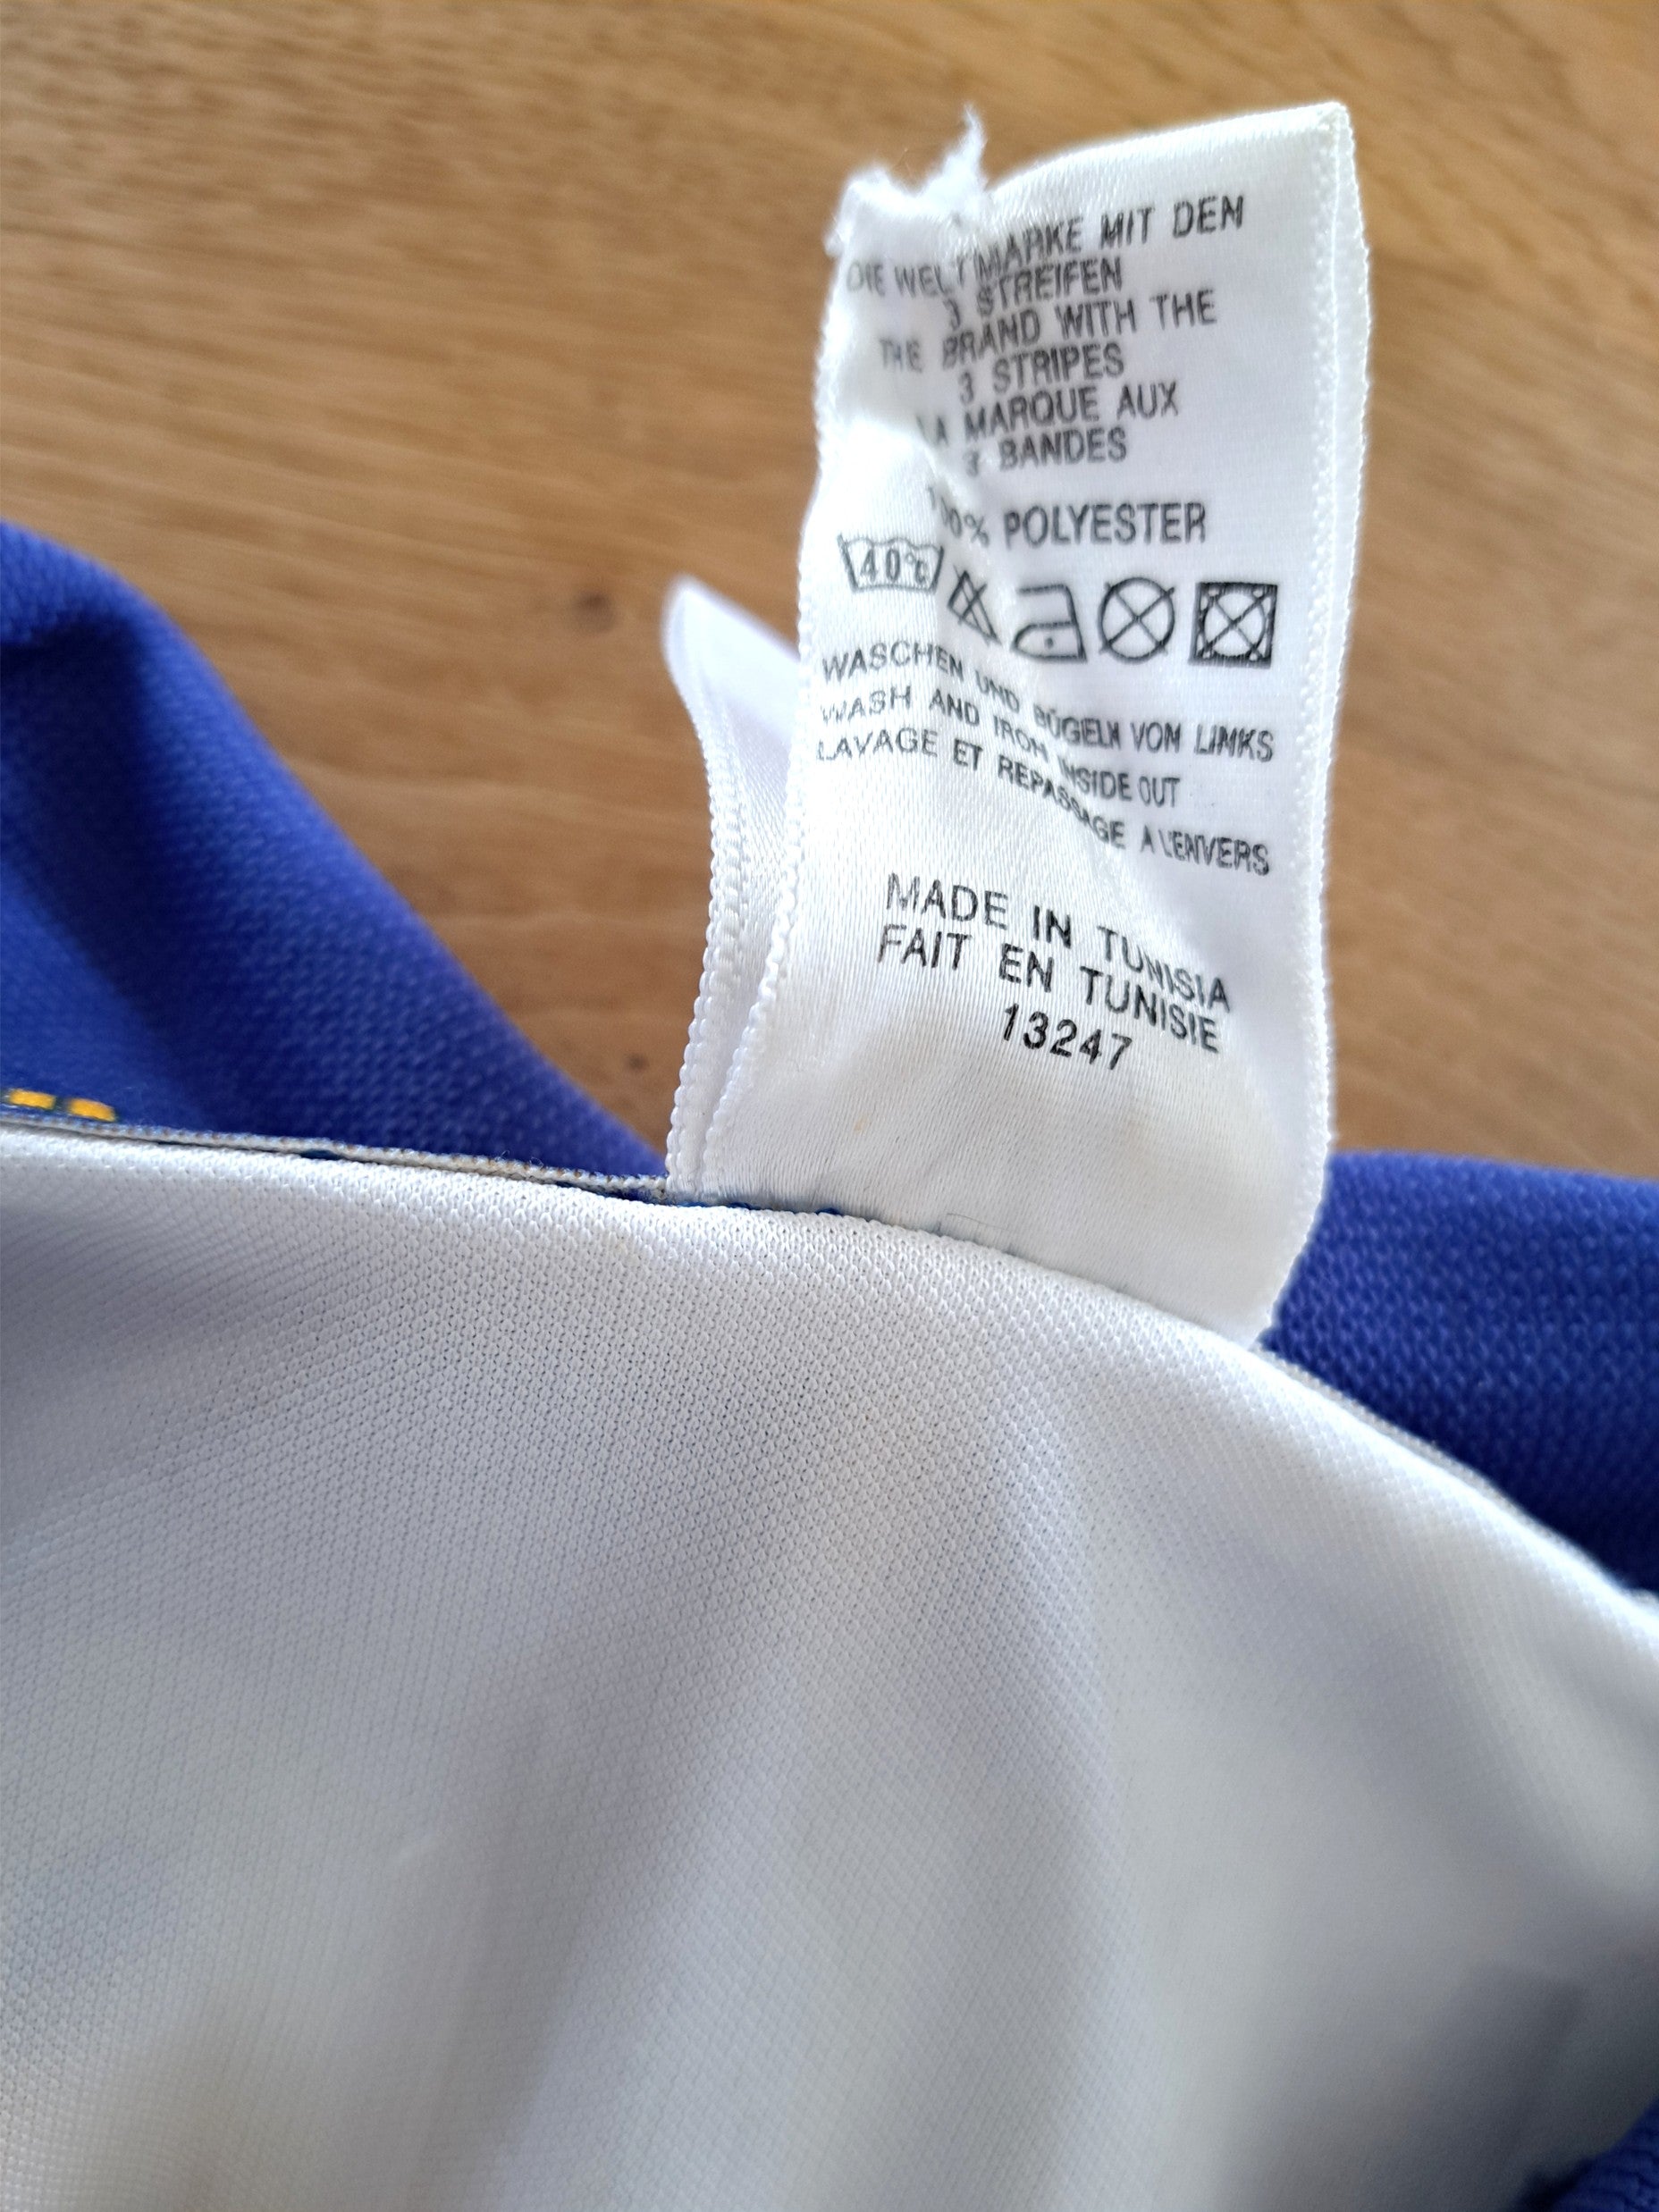 DIE WELTMARKE MIT DEN
3 STREIFEN
THE BRAND WITH THE
3 STRIPES
LA MARQUE AUX
3 BANDES
100% POLYESTER
40°C
WASCHEN UND BÜGELN VOM LINKS
WASH AND IRON INSIDE OUT
LAVAGE ET REPASSAGE A L'ENVERS
MADE IN TUNISIA
FAIT EN TUNISIE
13247